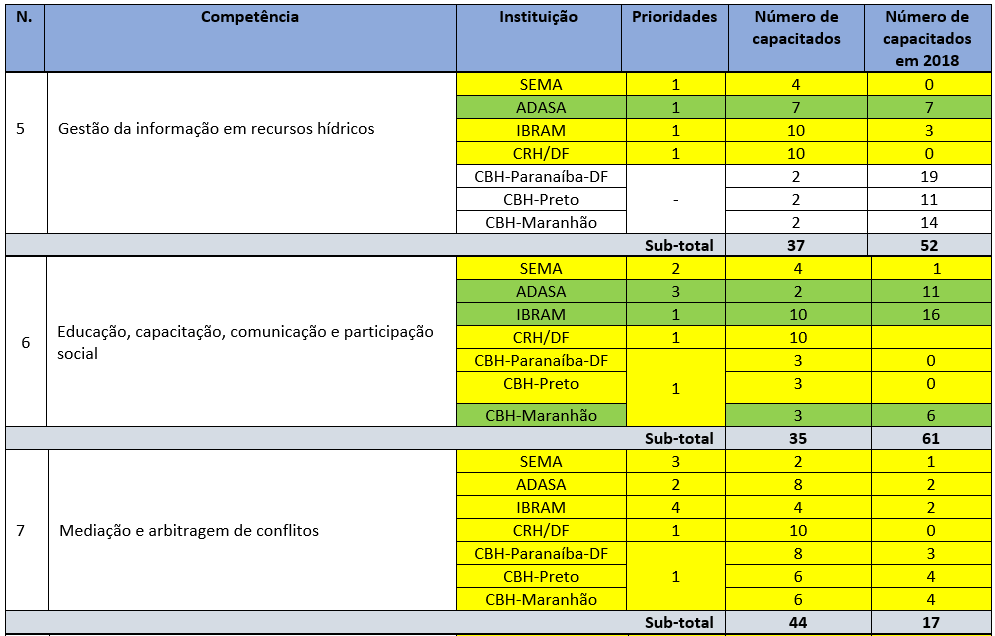 N. Competência Instituição Prioridades Número de capacitados Número de capacitados em 2018
5 Gestão da informação em recursos hídricos
SEMA 1 4 0
ADASA 1 7 7
IBRAM 1 10 3
CRH/DF 1 10 0
CBH-Paranaíba-DF - 2 19
CBH-Preto 2 11
CBH-Maranhão 2 14
Sub-total 37 52
6 Educação, capacitação, comunicação e participação social
SEMA 2 4 1
ADASA 3 2 11
IBRAM 1 10 16
CRH/DF 1 10
CBH-Paranaíba-DF 1 3 0
CBH-Preto 3 0
CBH-Maranhão 3 6
Sub-total 35 61
7 Mediação e arbitragem de conflitos
SEMA 3 2 1
ADASA 2 8 2
IBRAM 4 4 2
CRH/DF 1 10 0
CBH-Paranaíba-DF 1 8 3
CBH-Preto 6 4
CBH-Maranhão 6 4
Sub-total 44 17